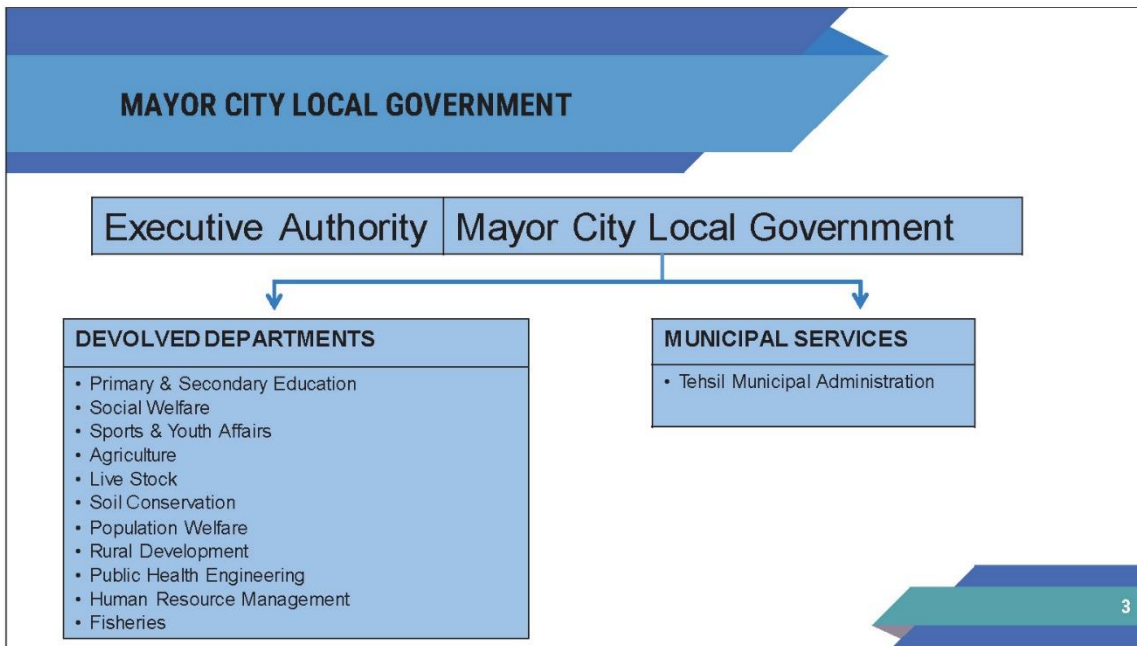 MAYOR CITY LOCAL GOVERNMENT
Executive Authority Mayor City Local Government
DEVOLVED DEPARTMENTS
• Primary & Secondary Education
• Social Welfare
• Sports & Youth Affairs
• Agriculture
• Live Stock
• Soil Conservation
• Population Welfare
• Rural Development
• Public Health Engineering
• Human Resource Management
• Fisheries
MUNICIPAL SERVICES
• Tehsil Municipal Administration
3